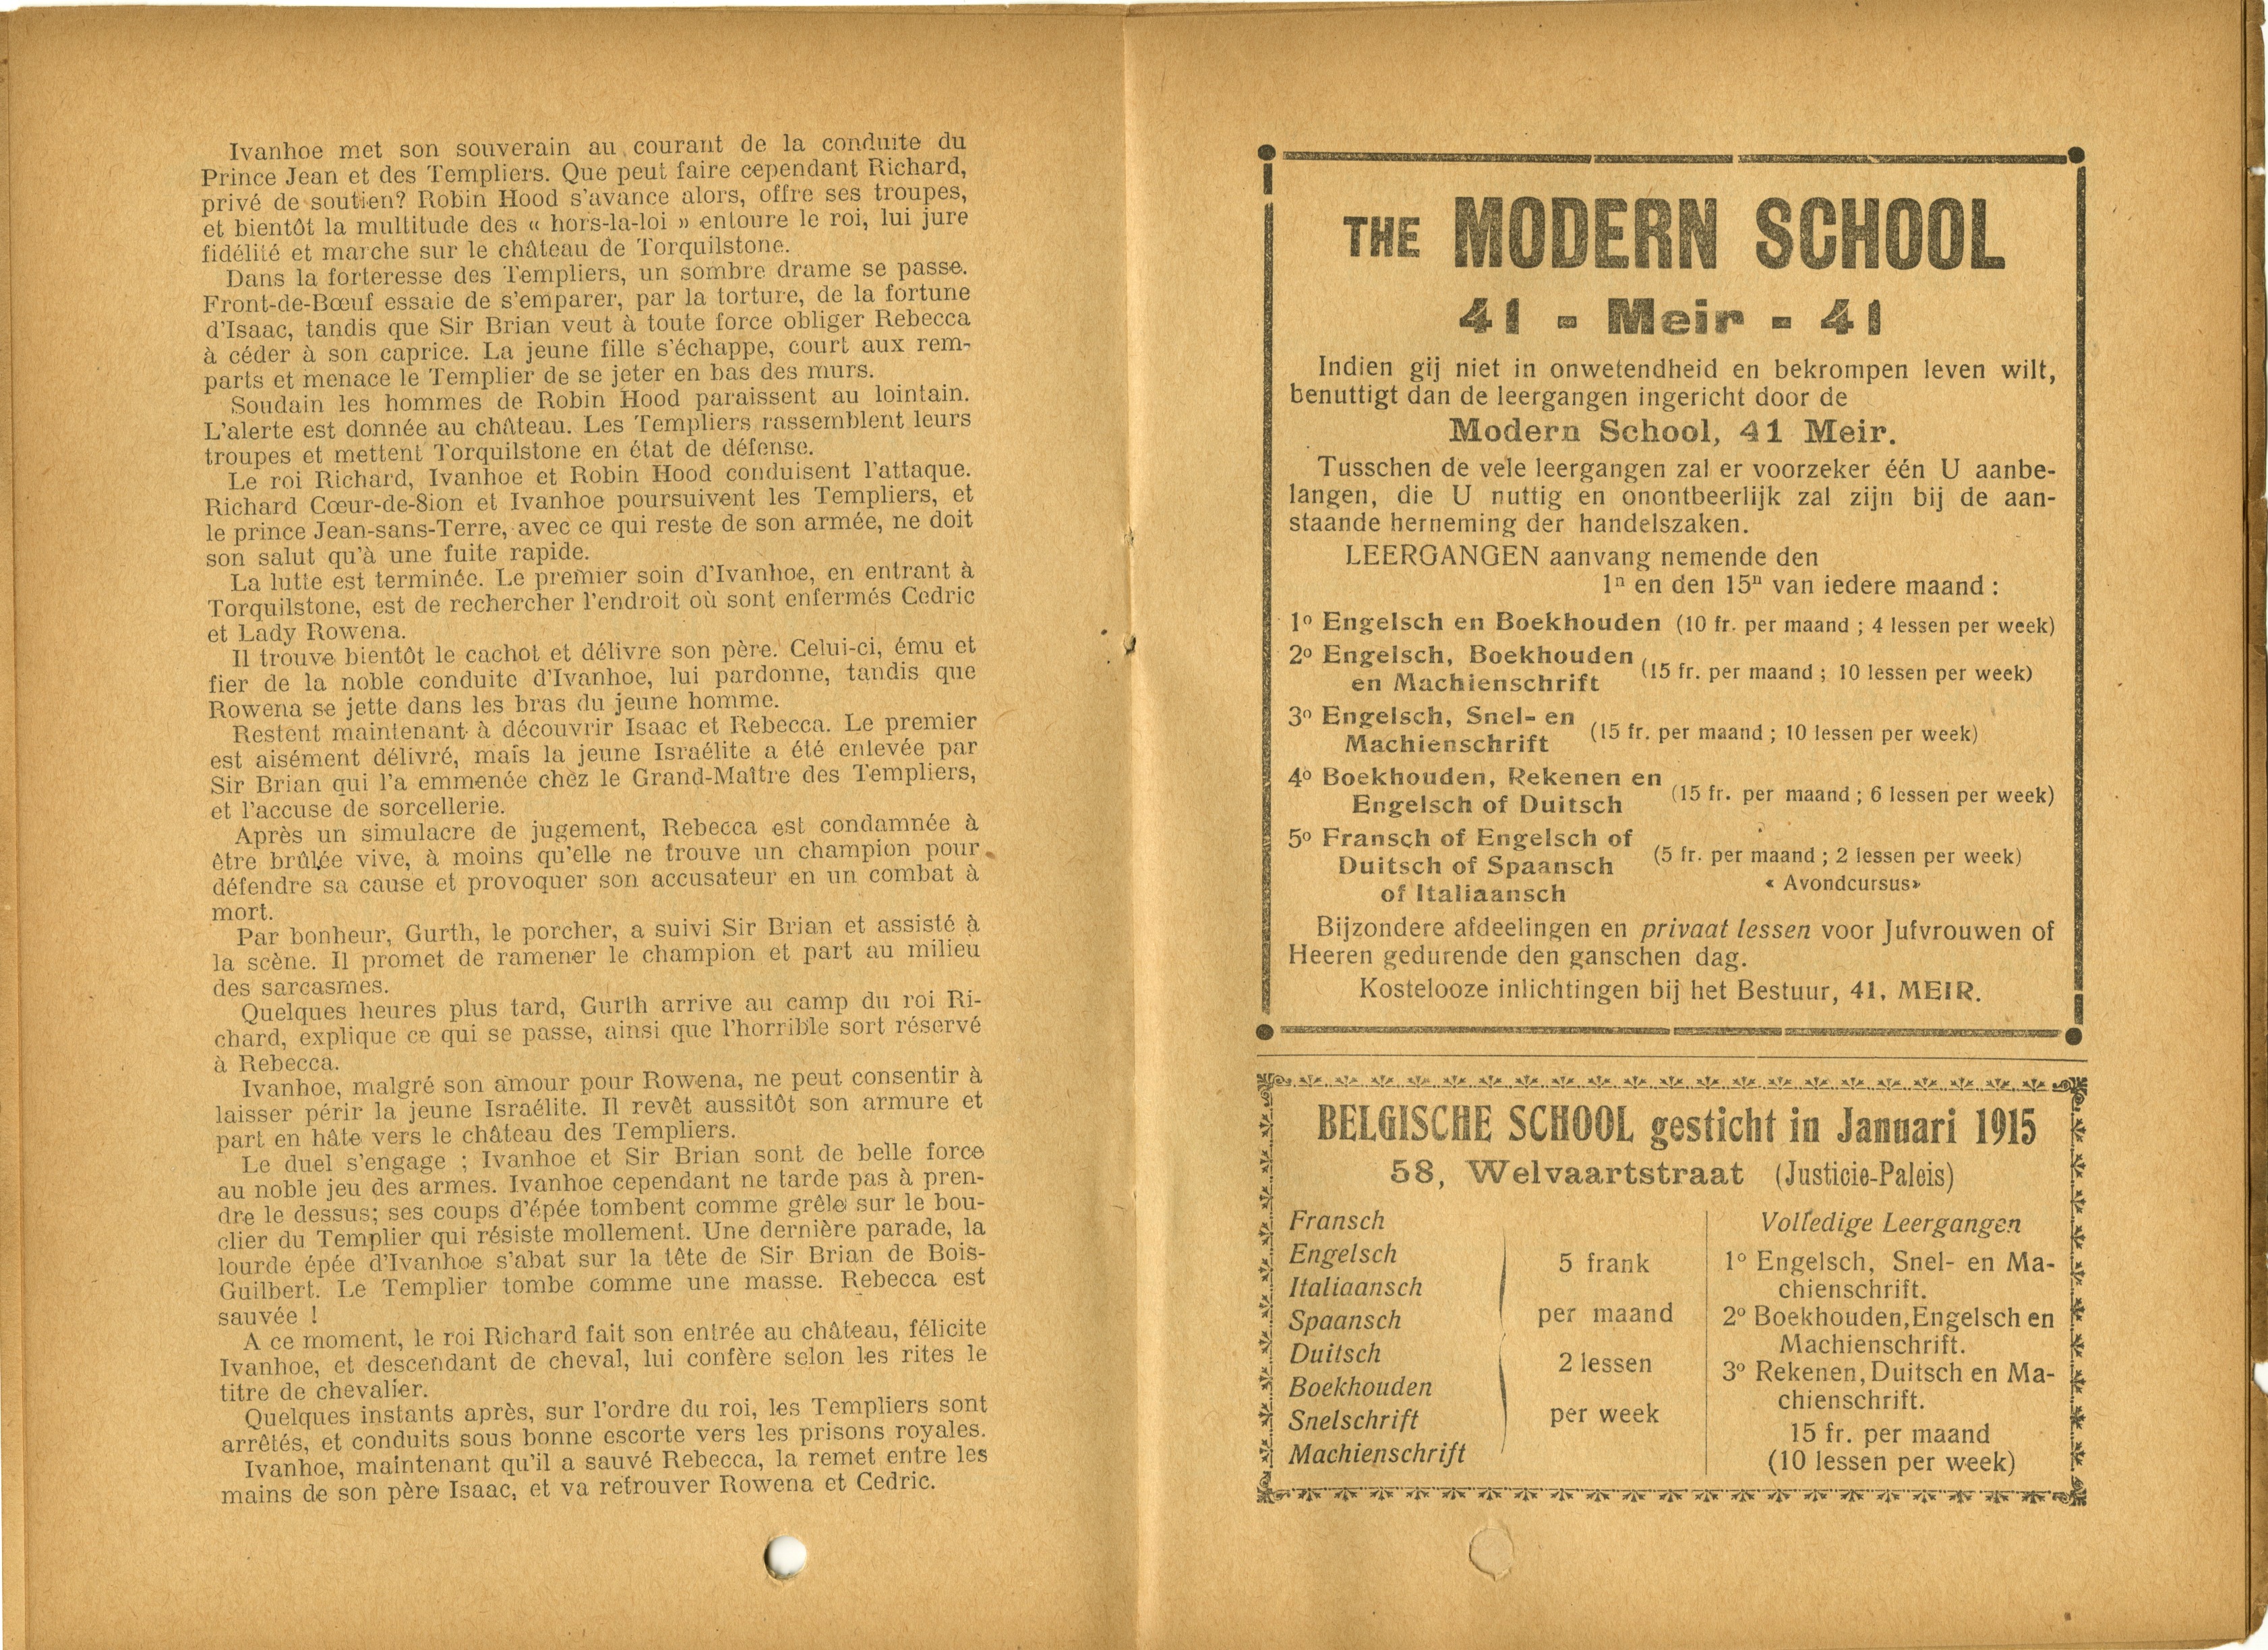 Ivanhoe met son souverain au courant de la conduite du
Prince Jean et des Templiers. Que peut faire cependant Richard,
privé de soutien? Robin Hood s'avance alors, offre ses troupes,
et bientôt la multitude des « hors-la-loi » entoure le roi, lui jure
fidélité et marche sur le château de Torquilstone.
Dans la forteresse des Templiers, un sombre drame se passe.
Front-de-Bœuf essaie de s'emparer, par la torture, de la fortune
d'Isaac, tandis que Sir Brian veut à toute force obliger Rebecca
à céder à son caprice. La jeune fille s'échappe, court aux rem-
parts et menace le Templier de se jeter en bas des murs.
Soudain les hommes de Robin Hood paraissent au lointain.
L'alerte est donnée au château. Les Templiers rassemblent leurs
troupes et mettent Torquilstone en état de défense.
Le roi Richard, Ivanhoe et Robin Hood conduisent l'attaque.
Richard Cœur-de-Sion et Ivanhoe poursuivent les Templiers, et
le prince Jean-sans-Terre, avec ce qui reste de son armée, ne doit
son salut qu'à une fuite rapide.
La lutte est terminée. Le premier soin d'Ivanhoe, en entrant à
Torquilstone, est de rechercher l'endroit où sont enfermés Cedric
et Lady Rowena.
Il trouve bientôt le cachot et délivre son père. Celui-ci, ému et
fier de la noble conduite d'Ivanhoe, lui pardonne, tandis que
Rowena se jette dans les bras du jeune homme.
Restent maintenant à découvrir Isaac et Rebecca. Le premier
est aisément délivré, mais la jeune Israélite a été enlevée par
Sir Brian qui l'a emmenée chez le Grand-Maître des Templiers,
et l'accuse de sorcellerie.
Après un simulacre de jugement, Rebecca est condamnée à
être brûlée vive, à moins qu'elle ne trouve un champion pour
défendre sa cause et provoquer son accusateur en un combat à
mort.
Par bonheur, Gurth, le porcher, a suivi Sir Brian et assisté à
la scène. Il promet de ramener le champion et part au milieu
des sarcasmes.
Quelques heures plus tard, Gurth arrive au camp du roi Ri-
chard, explique ce qui se passe, ainsi que l'horrible sort réservé
à Rebecca.
Ivanhoe, malgré son amour pour Rowena, ne peut consentir à
laisser périr la jeune Israélite. Il revêt aussitôt son armure et
part en hâte vers le château des Templiers.
Le duel s'engage ; Ivanhoe et Sir Brian sont de belle force
au noble jeu des armes. Ivanhoe cependant ne tarde pas à pren-
dre le dessus; ses coups d'épée tombent comme grêle sur le bou-
clier du Templier qui résiste mollement. Une dernière parade, la
lourde épée d'Ivanhoe s'abat sur la tête de Sir Brian de Bois-
Guilbert. Le Templier tombe comme une masse. Rebecca est
sauvée !
A ce moment, le roi Richard fait son entrée au château, félicite
Ivanhoe, et descendant de cheval, lui confère selon les rites le
titre de chevalier.
Quelques instants après, sur l'ordre du roi, les Templiers sont
arrêtés, et conduits sous bonne escorte vers les prisons royales.
Ivanhoe, maintenant qu'il a sauvé Rebecca, la remet entre les
mains de son père Isaac, et va retrouver Rowena et Cedric.
THE MODERN SCHOOL
41 - Meir - 41
Indien gij niet in onwetendheid en bekrompen leven wilt,
benuttigt dan de leergangen ingericht door de
Modern School, 41 Meir.
Tusschen de vele leergangen zal er voorzeker één U aanbe-
langen, die U nuttig en onontbeerlijk zal zijn bij de aan-
staande herneming der handelszaken.
LEERGANGEN aanvang nemende den
1n en den 15n van iedere maand :
1º Engelsch en Boekhouden (10 fr. per maand ; 4 lessen per week)
2º Engelsch, Boekhouden
en Machienschrift (15 fr. per maand ; 10 lessen per week)
3º Engelsch, Snel- en
Machienschrift (15 fr. per maand ; 10 lessen per week)
4º Boekhouden, Rekenen en
Engelsch of Duitsch (15 fr. per maand ; 6 lessen per week)
5º Fransch of Engelsch of
Duitsch of Spaansch (5 fr. per maand ; 2 lessen per week)
of Italiaansch « Avondcursus»
Bijzondere afdeelingen en privaat lessen voor Jufvrouwen of
Heeren gedurende den ganschen dag.
Kostelooze inlichtingen bij het Bestuur, 41, MEIR.
BELGISCHE SCHOOL gesticht in Januari 1915
58, Welvaartstraat (Justicie-Paleis)
Fransch
Engelsch
Italiaansch
Spaansch
Duitsch
Boekhouden
Snelschrift
Machienschrift
5 frank
per maand
2 lessen
per week
Volledige Leergangen
1º Engelsch, Snel- en Ma-
chienschrift.
2º Boekhouden, Engelsch en
Machienschrift.
3º Rekenen, Duitsch en Ma-
chienschrift.
15 fr. per maand
(10 lessen per week)